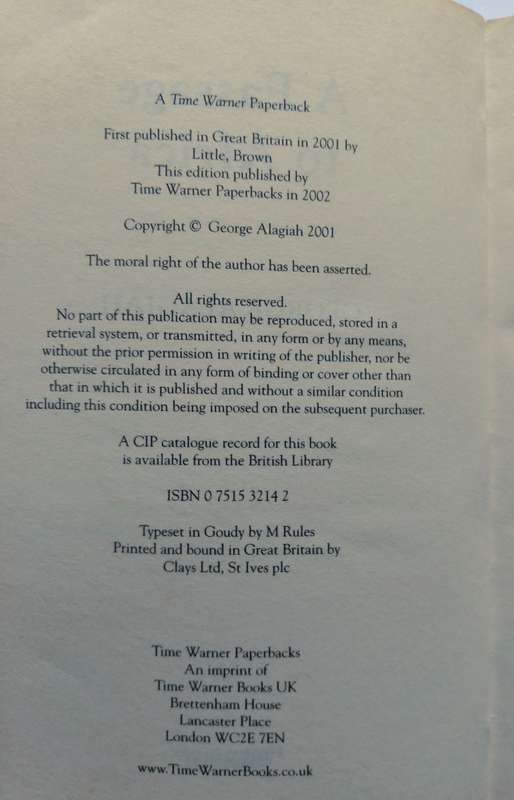 A Time Warner Paperback
First published in Great Britain in 2001 by
Little, Brown
This edition published by
Time Warner Paperbacks in 2002
Copyright © George Alagiah 2001
The moral right of the author has been asserted.
All rights reserved.
No part of this publication may be reproduced, stored in a
retrieval system, or transmitted, in any form or by any means,
without the prior permission in writing of the publisher, nor be
otherwise circulated in any form of binding or cover other than
that in which it is published and without a similar condition
including this condition being imposed on the subsequent purchaser.
A CIP catalogue record for this book
is available from the British Library
ISBN 0 7515 3214 2
Typeset in Goudy by M Rules
Printed and bound in Great Britain by
Clays Ltd, St Ives plc
Time Warner Paperbacks
An imprint of
Time Warner Books UK
Brettenham House
Lancaster Place
London WC2E 7EN
www.TimeWarnerBooks.co.uk